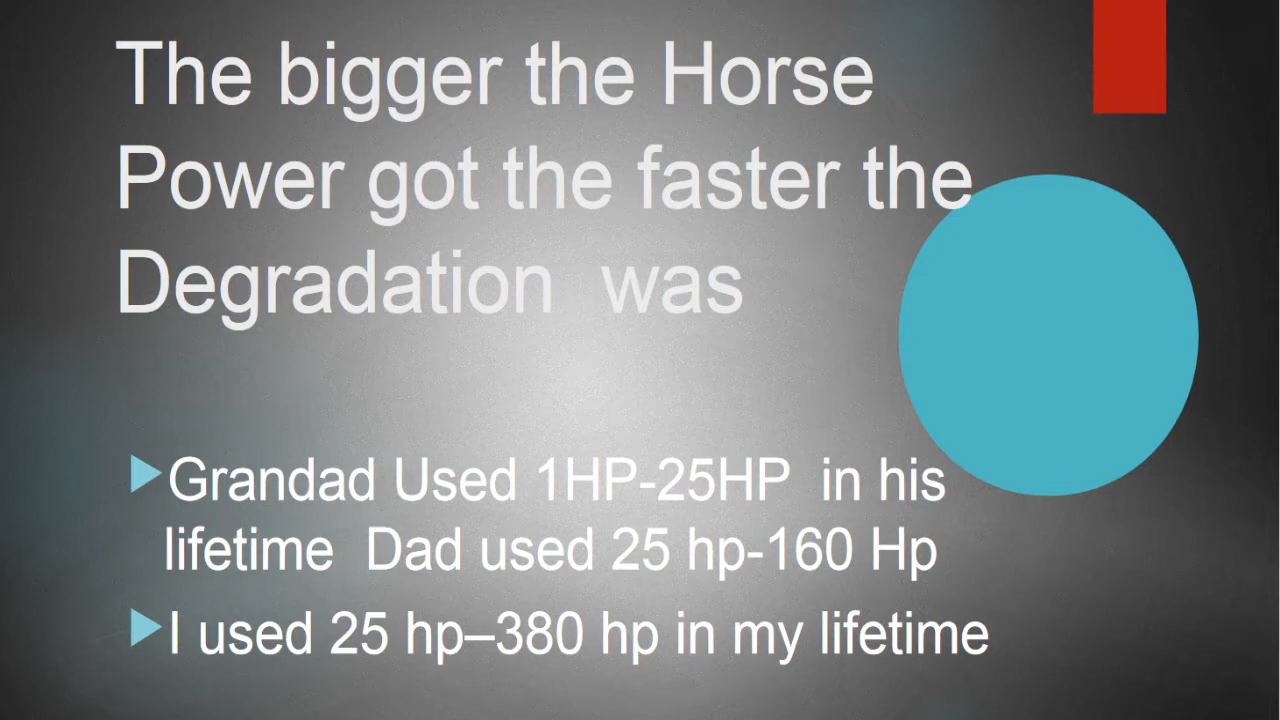 The bigger the Horse
Power got the faster the
Degradation  was
Grandad Used 1HP-25HP  in his
lifetime  Dad used 25 hp-160 Hp
I used 25 hp–380 hp in my lifetime